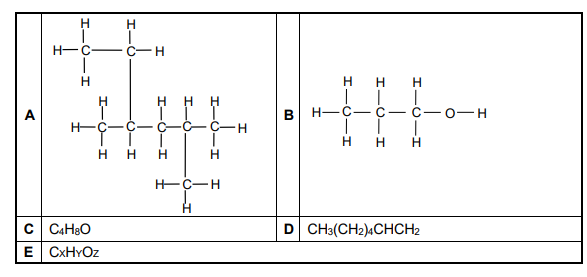 H H
H C C H
H
H H H H
A H C C C C C H
H H H H
H C H
H
B H H H
H C C C O H
H H H
C C₄H₈O
D CH₃(CH₂)₄CHCH₂
E CxHYOz